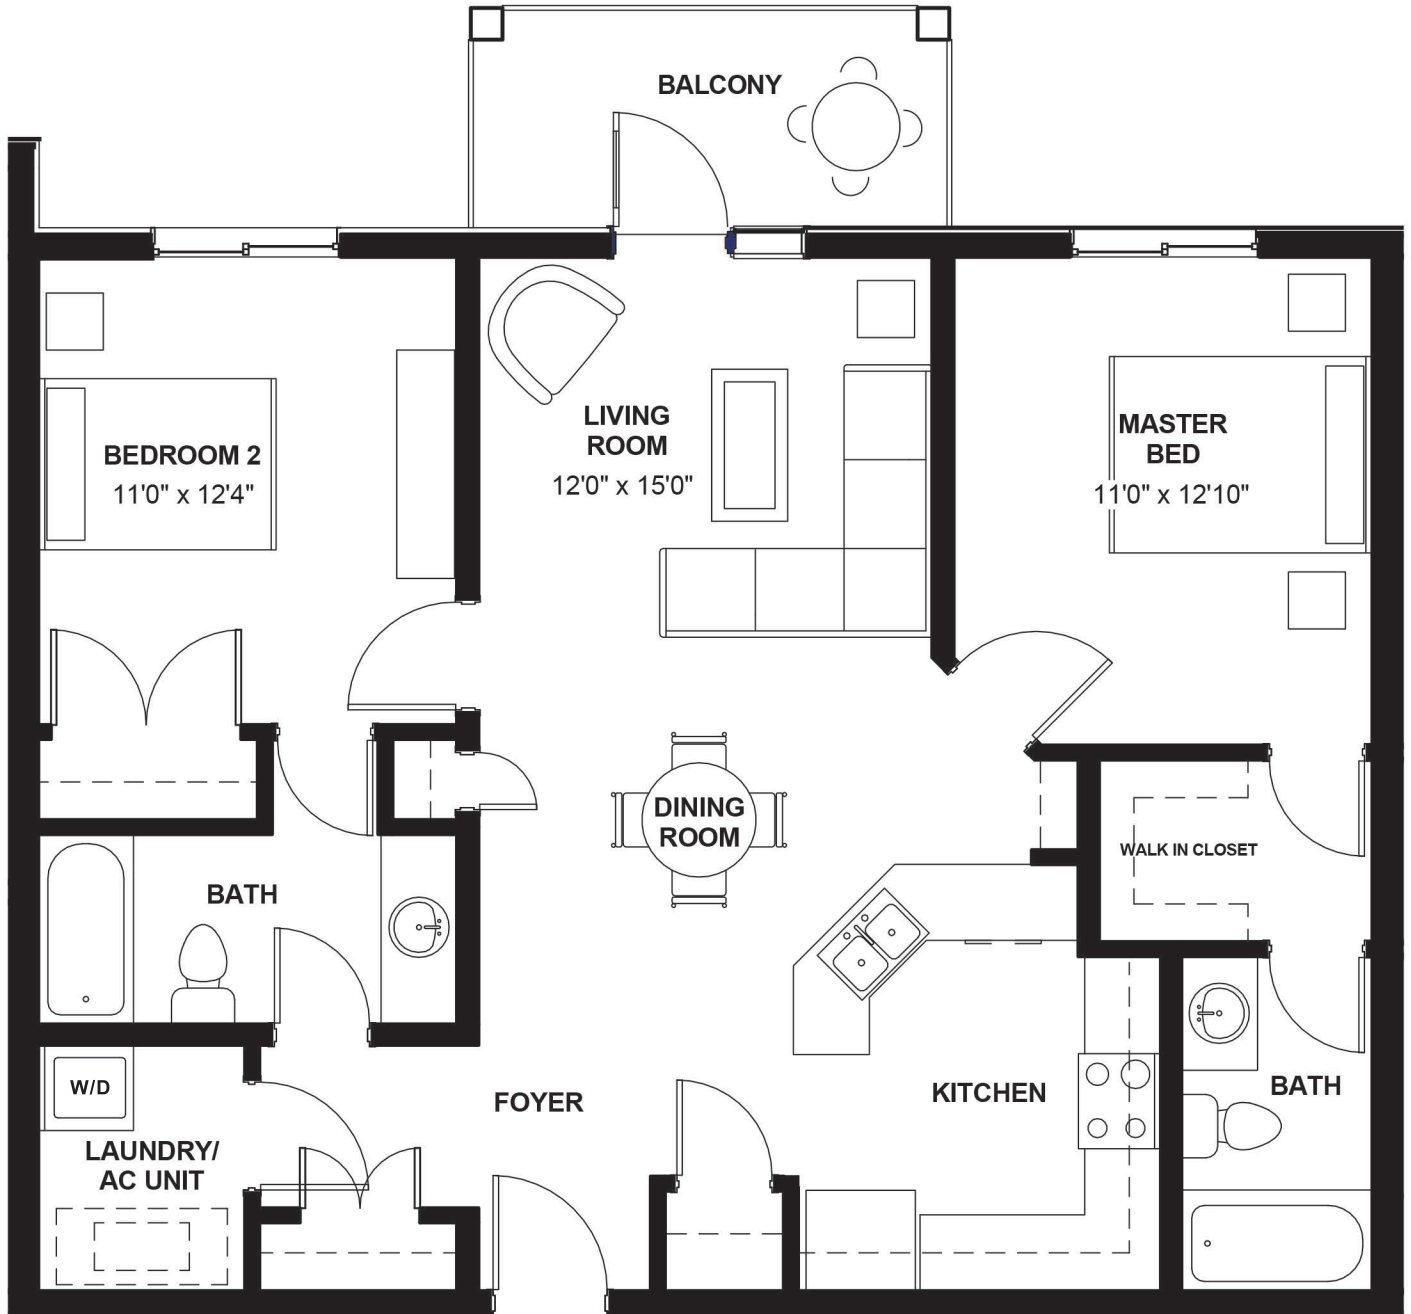 BALCONY
LIVING
ROOM
12'0" x 15'0"
MASTER
BED
11'0" x 12'10"
BEDROOM 2
11'0" x 12'4"
DINING
ROOM
WALK IN CLOSET
BATH
W/D
LAUNDRY/
AC UNIT
FOYER
KITCHEN
BATH